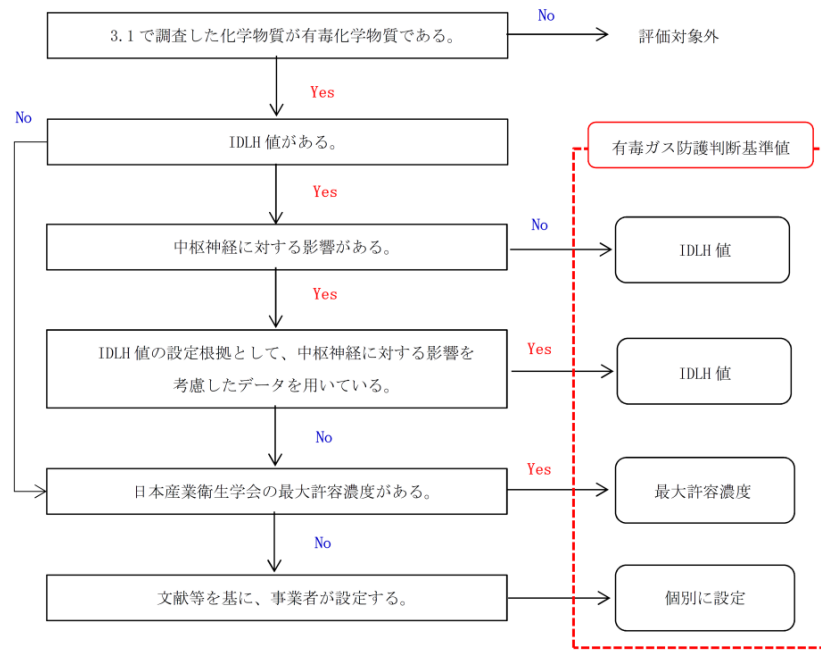 3.1で調査した化学物質が有毒化学物質である。
No
評価対象外
Yes
No
IDLH値がある。
有毒ガス防護判断基準値
Yes
中枢神経に対する影響がある。
No
IDLH値
Yes
IDLH値の設定根拠として、中枢神経に対する影響を
考慮したデータを用いている。
Yes
IDLH値
No
日本産業衛生学会の最大許容濃度がある。
Yes
最大許容濃度
No
文献等を基に、事業者が設定する。
個別に設定